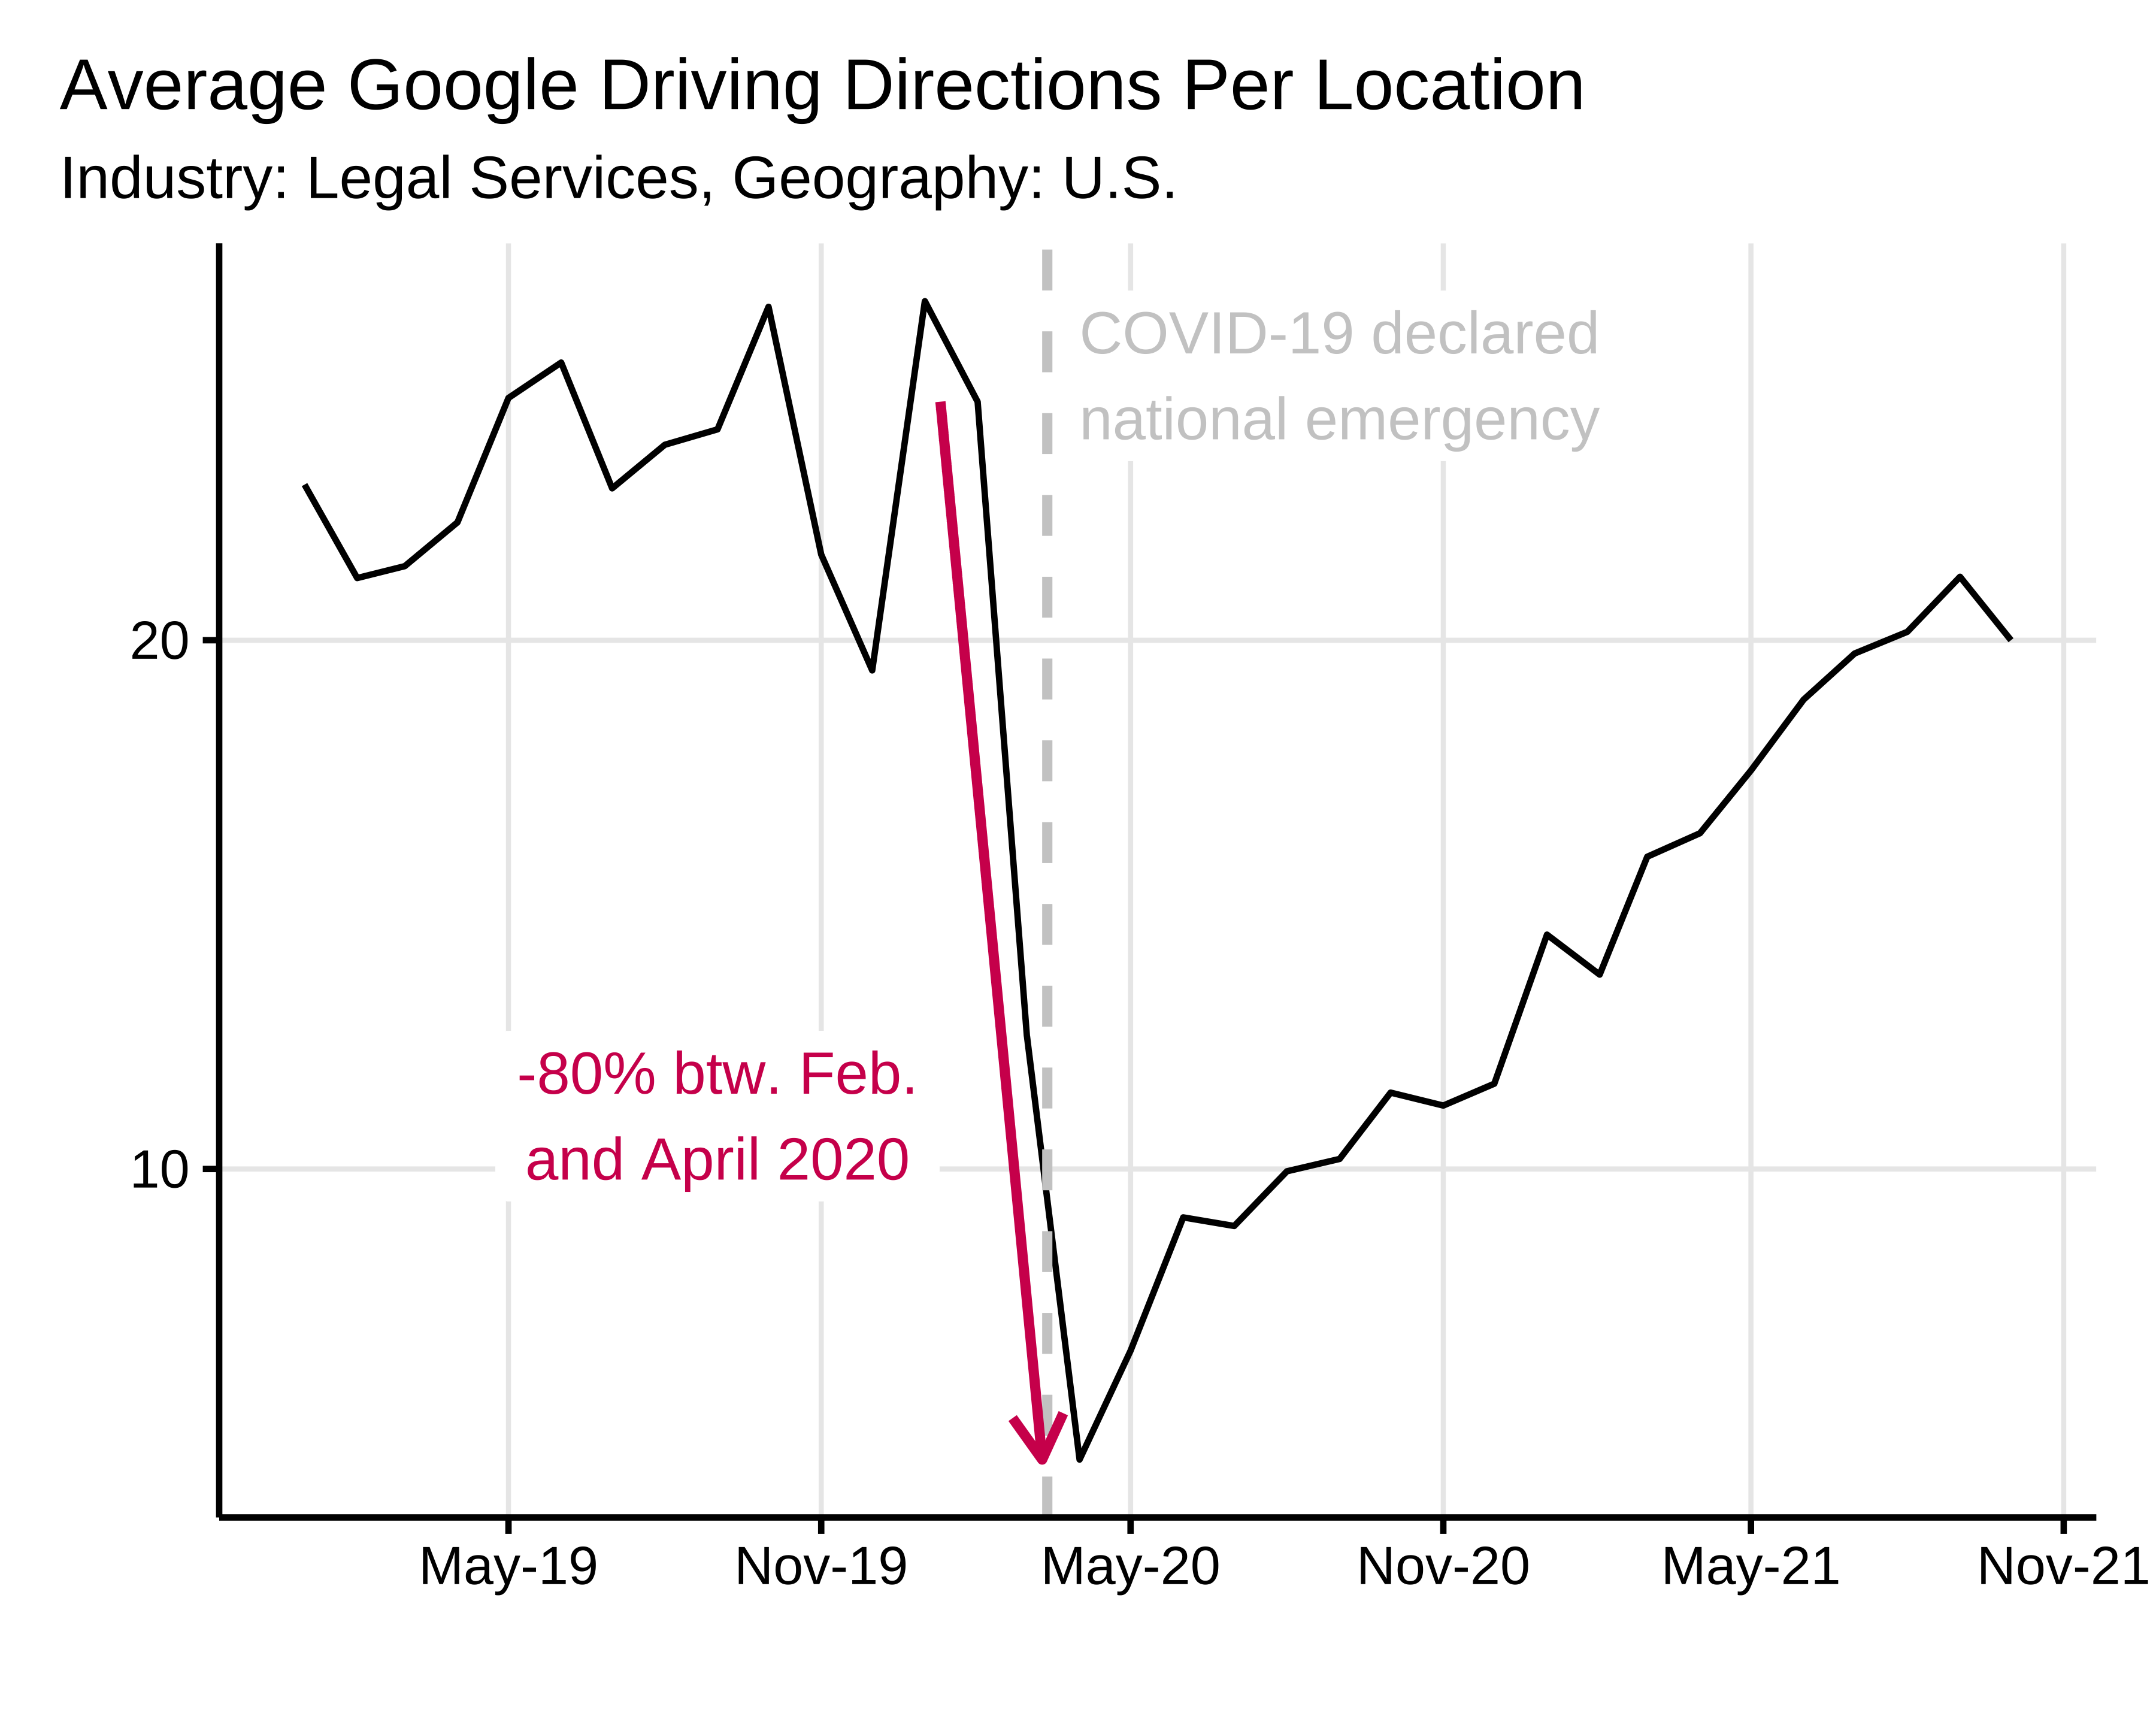 Average Google Driving Directions Per Location
Industry: Legal Services, Geography: U.S.
COVID-19 declared
national emergency
20
-80% btw. Feb.
and April 2020
10
May-19
Nov-19
May-20
Nov-20
May-21
Nov-21